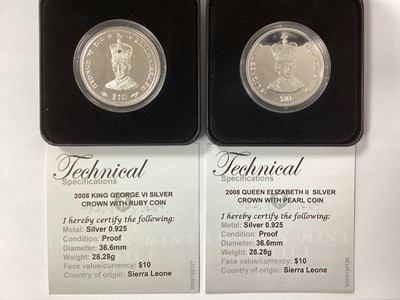 $10
$10
Technical
Specifications
2008 KING GEORGE VI SILVER
CROWN WITH RUBY COIN
I hereby certify the following:
Metal: Silver 0.925
Condition: Proof
Diameter: 36.6mm
Weight: 28.28g
Face value/currency: $10
Country of origin: Sierra Leone
Technical
Specifications
2008 QUEEN ELIZABETH II SILVER
CROWN WITH PEARL COIN
I hereby certify the following:
Metal: Silver 0.925
Condition: Proof
Diameter: 36.6mm
Weight: 28.28g
Face value/currency: $10
Country of origin: Sierra Leone